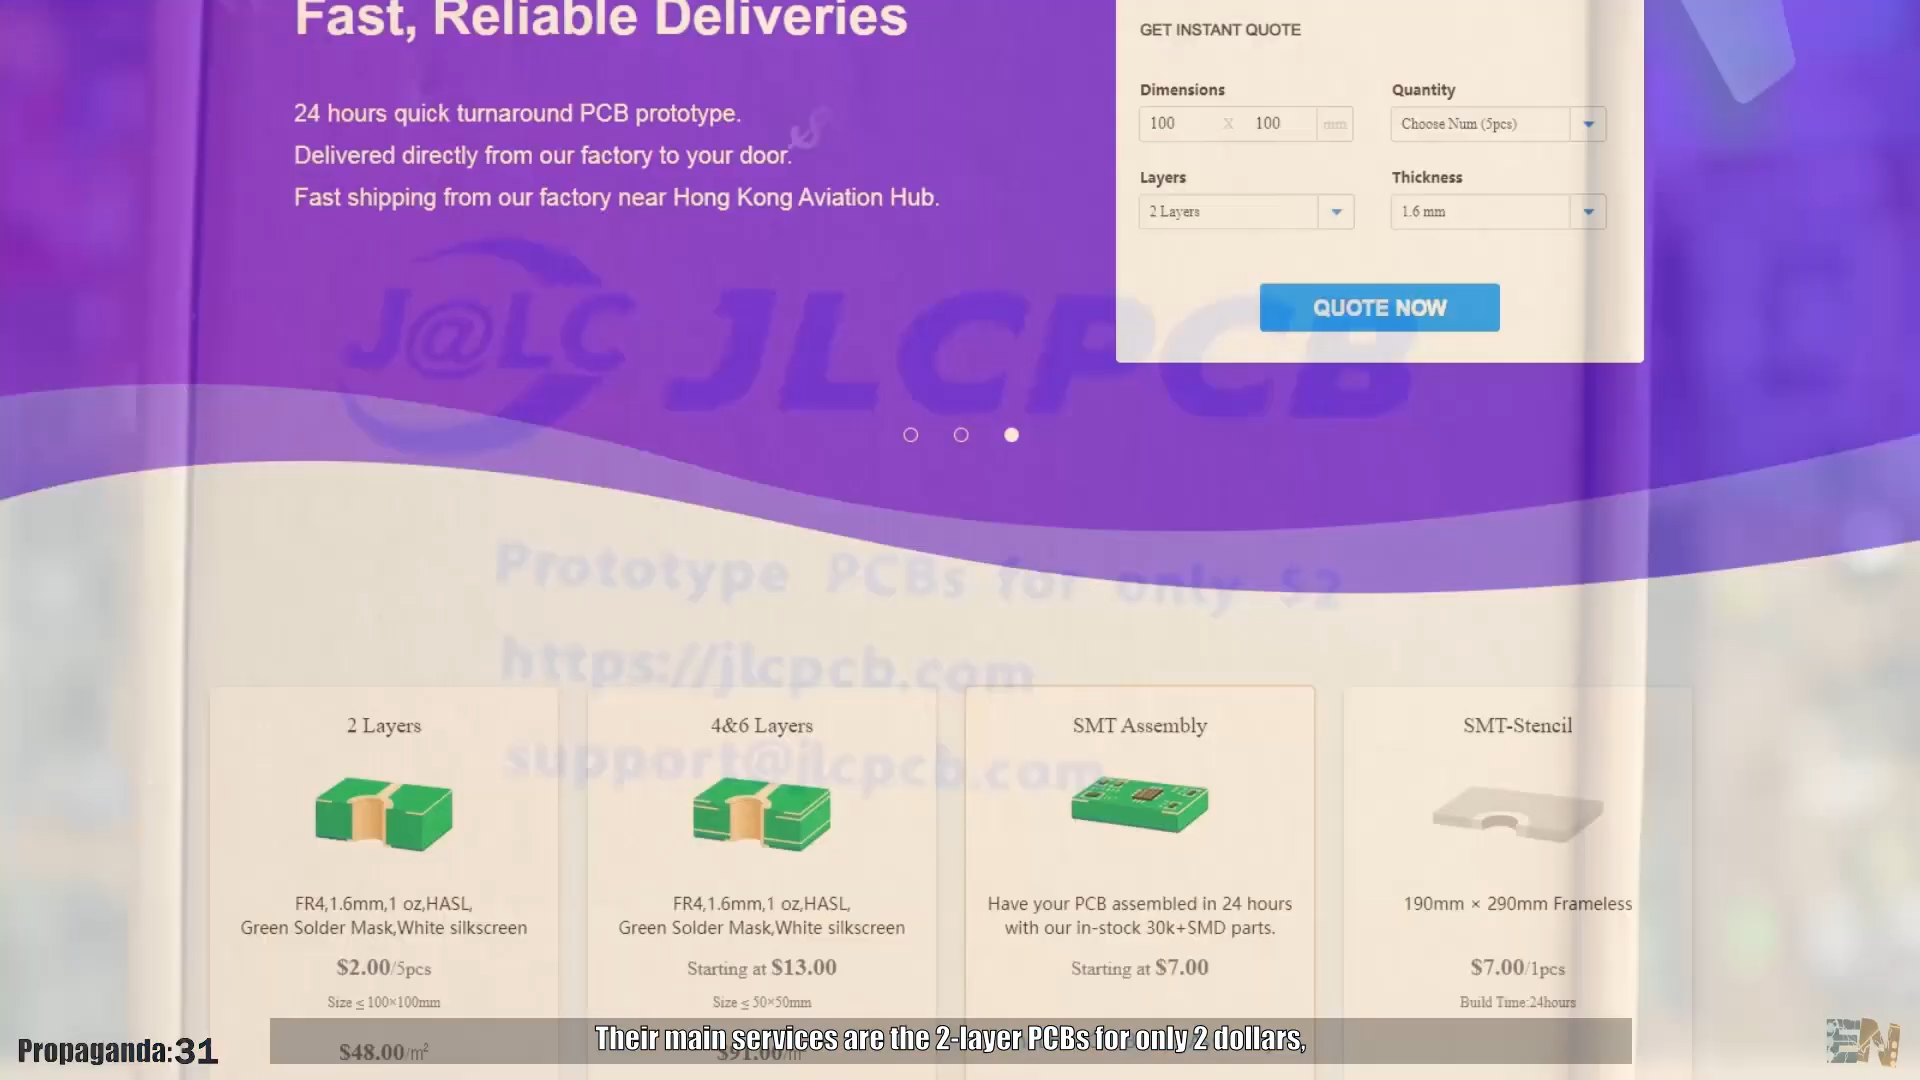 Fast, Reliable Deliveries
24 hours quick turnaround PCB prototype.
Delivered directly from our factory to your door.
Fast shipping from our factory near Hong Kong Aviation Hub.
GET INSTANT QUOTE
Dimensions
Quantity
100 X 100 mm
Choose Num (5pcs)
Layers
Thickness
2 Layers
1.6 mm
QUOTE NOW
J@LC JLCPCB
Prototype PCBs for only $2
https://jlcpcb.com
support@jlcpcb.com
2 Layers
FR4,1.6mm,1 oz,HASL,
Green Solder Mask,White silkscreen
$2.00/5pcs
Size ≤ 100×100mm
$48.00/m²
4&6 Layers
FR4,1.6mm,1 oz,HASL,
Green Solder Mask,White silkscreen
Starting at $13.00
Size ≤ 50×50mm
$91.00/m²
SMT Assembly
Have your PCB assembled in 24 hours
with our in-stock 30k+SMD parts.
Starting at $7.00
SMT-Stencil
190mm × 290mm Frameless
$7.00/1pcs
Build Time:24hours
Their main services are the 2-layer PCBs for only 2 dollars,
Propaganda:31
EN